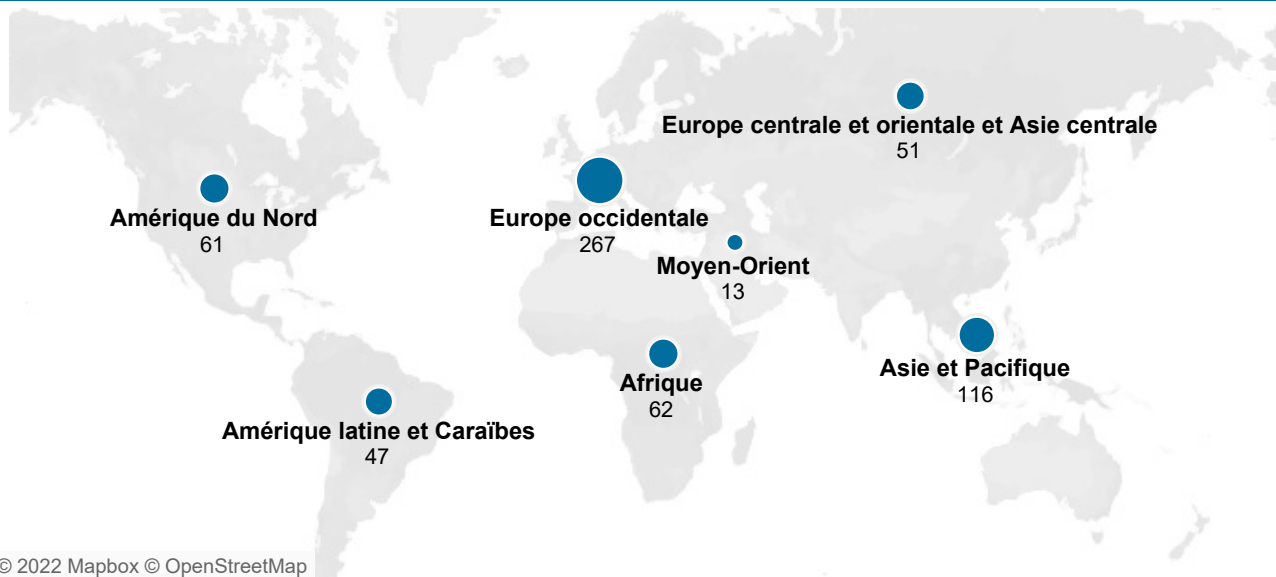 Europe centrale et orientale et Asie centrale
51
Amérique du Nord
61
Europe occidentale
267
Moyen-Orient
13
Asie et Pacifique
116
Afrique
62
Amérique latine et Caraïbes
47
© 2022 Mapbox © OpenStreetMap